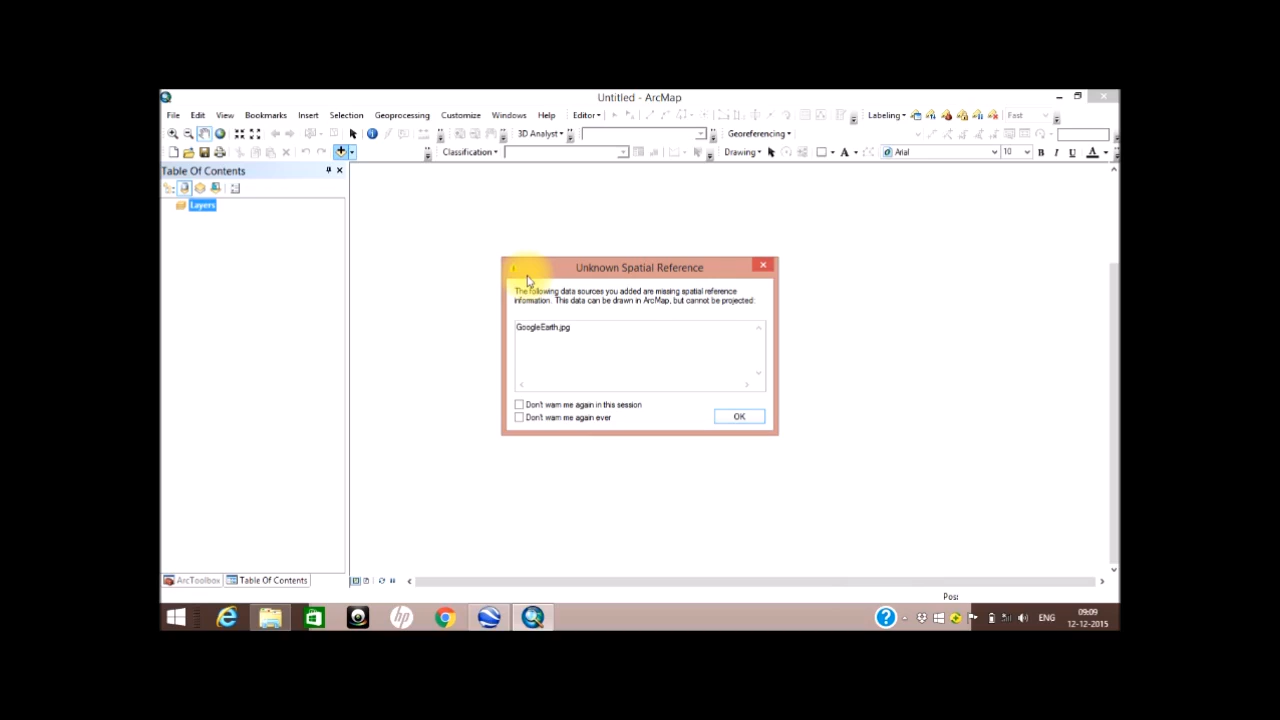 Untitled - ArcMap
File Edit View Bookmarks Insert Selection Geoprocessing Customize Windows Help Editor Labeling Fast
3D Analyst Georeferencing
Classification Drawing A Arial 10 B I U A
Table Of Contents
Layers
Unknown Spatial Reference
The following data sources you added are missing spatial reference
information. This data can be drawn in ArcMap, but cannot be projected:
GoogleEarth.jpg
Don't warn me again in this session
Don't warn me again ever
OK
ArcToolbox Table Of Contents
Pos:
hp ? ENG 09:09
12-12-2015